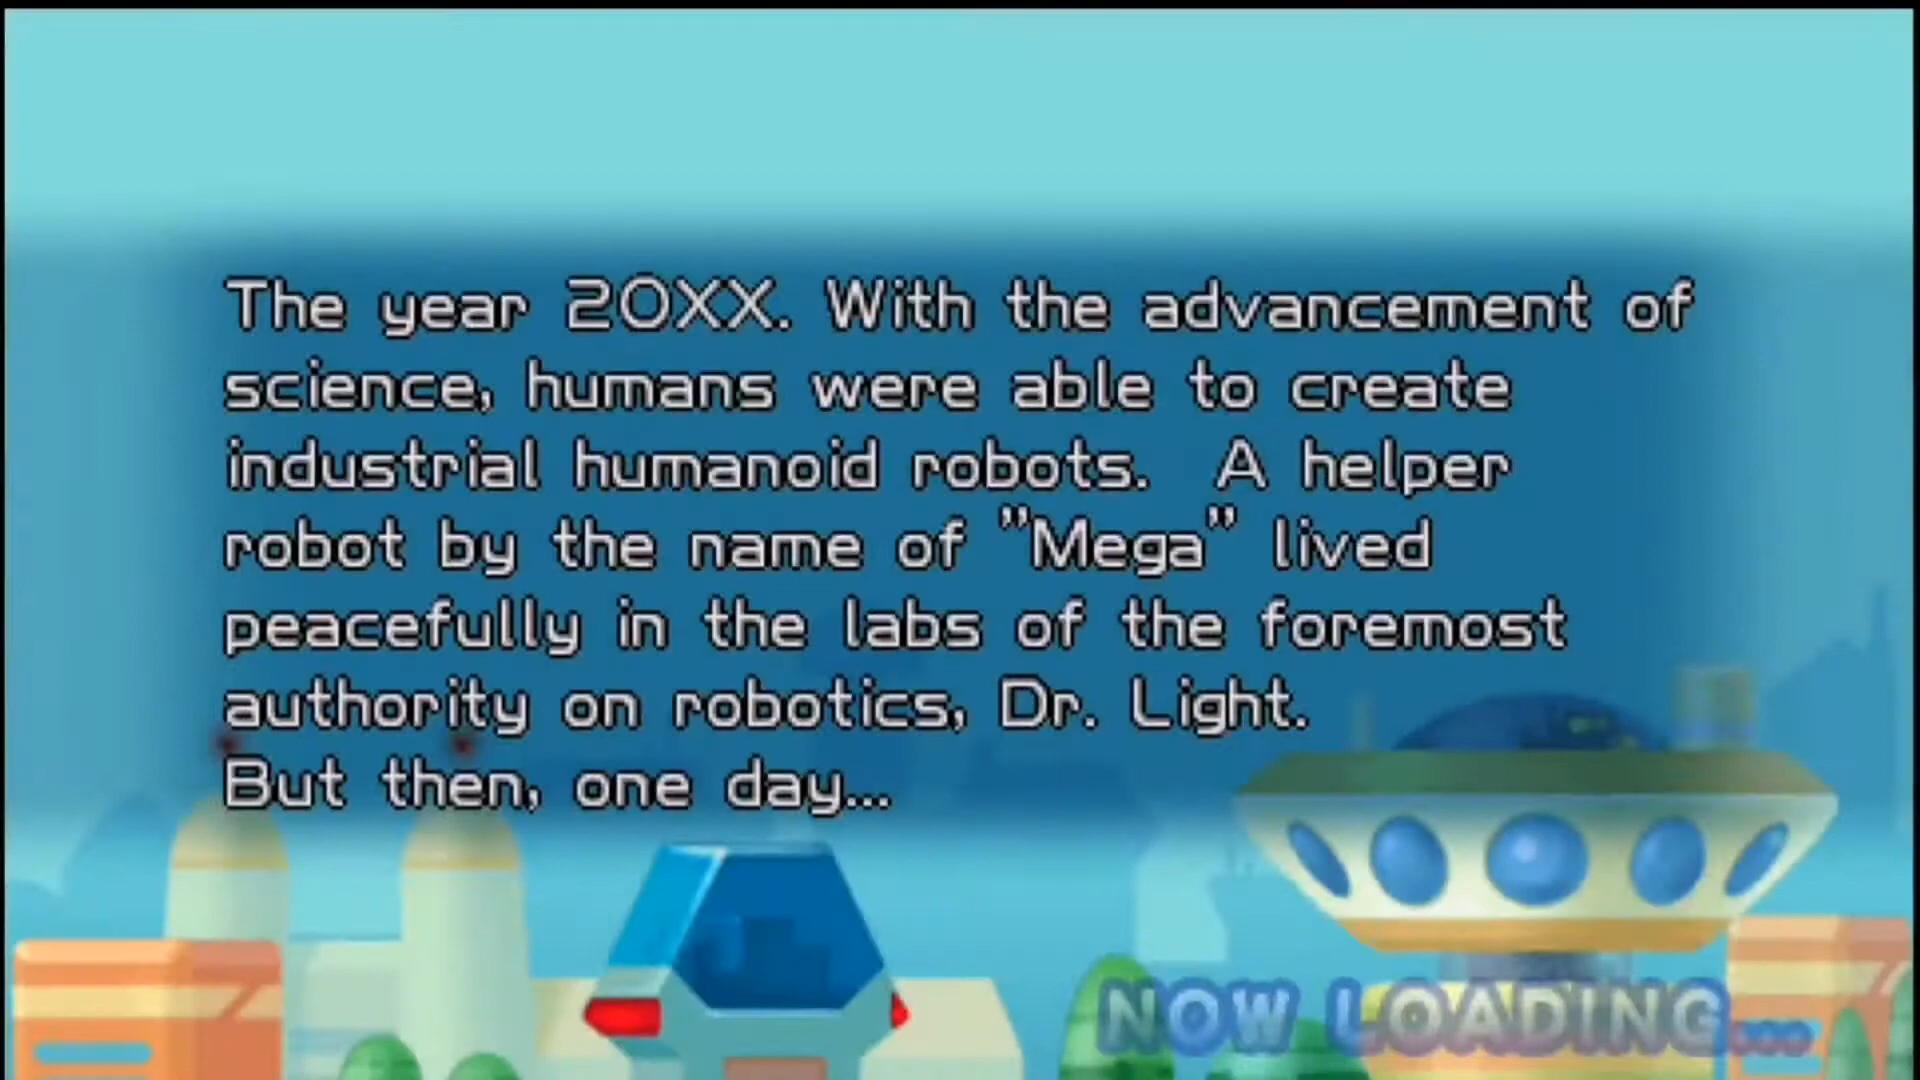 The year 20XX. With the advancement of
science, humans were able to create
industrial humanoid robots.  A helper
robot by the name of "Mega" lived
peacefully in the labs of the foremost
authority on robotics, Dr. Light.
But then, one day...
NOW LOADING...